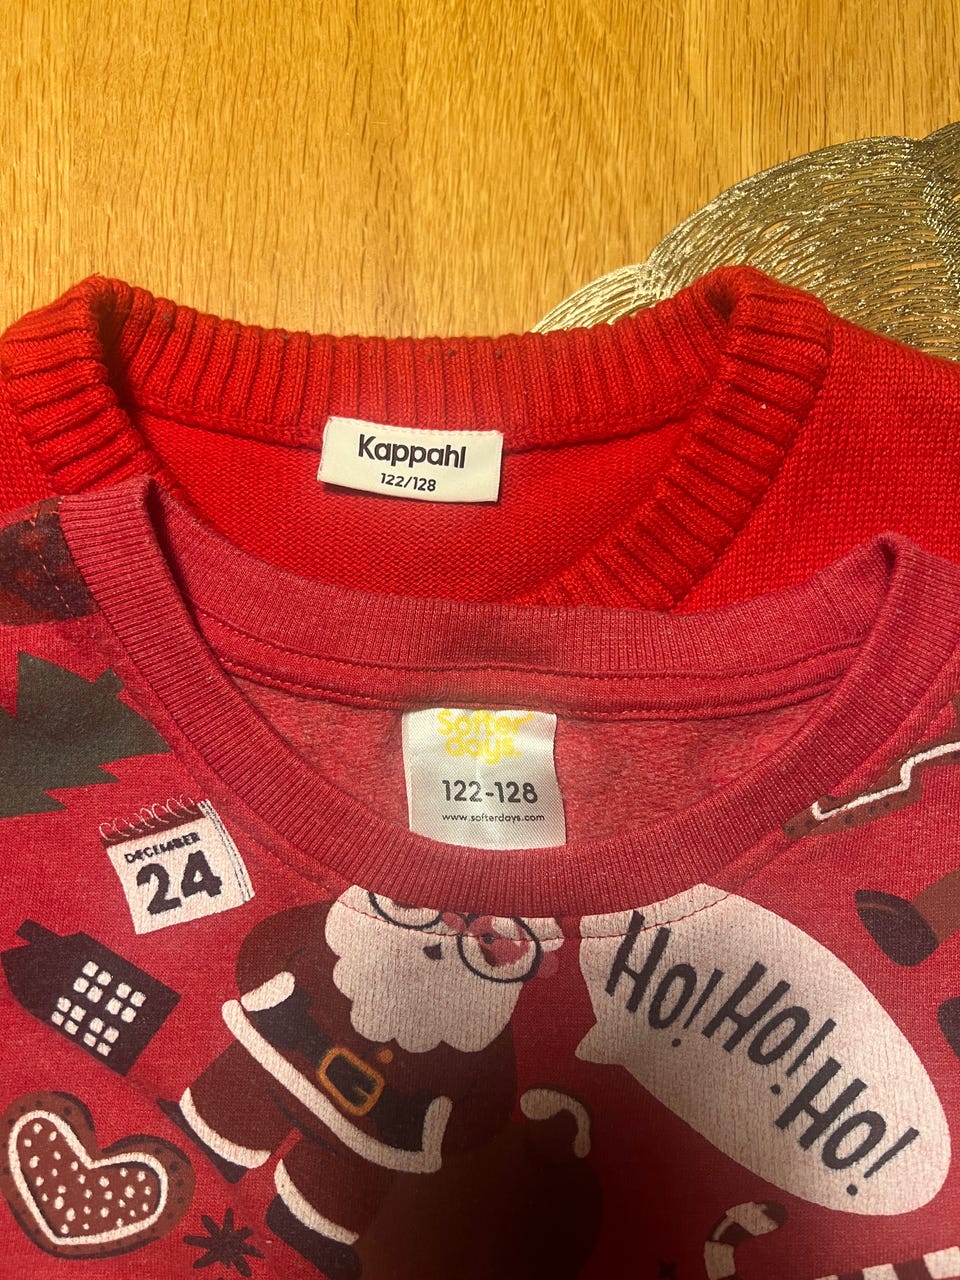 Kappahl
122/128
Softer
days.
122-128
www.softerdays.com
DECEMBER
24
HO! HO! HO!